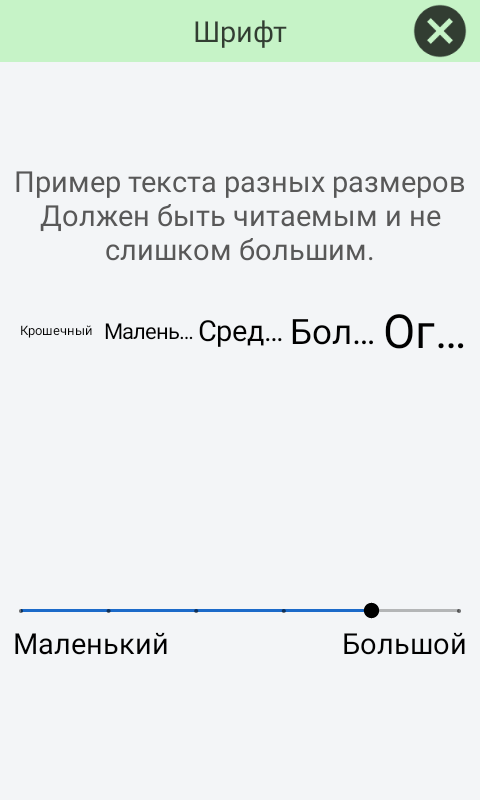 Шрифт
Пример текста разных размеров
Должен быть читаемым и не
слишком большим.
Крошечный Малень... Сред... Бол... Ог...
Маленький Большой